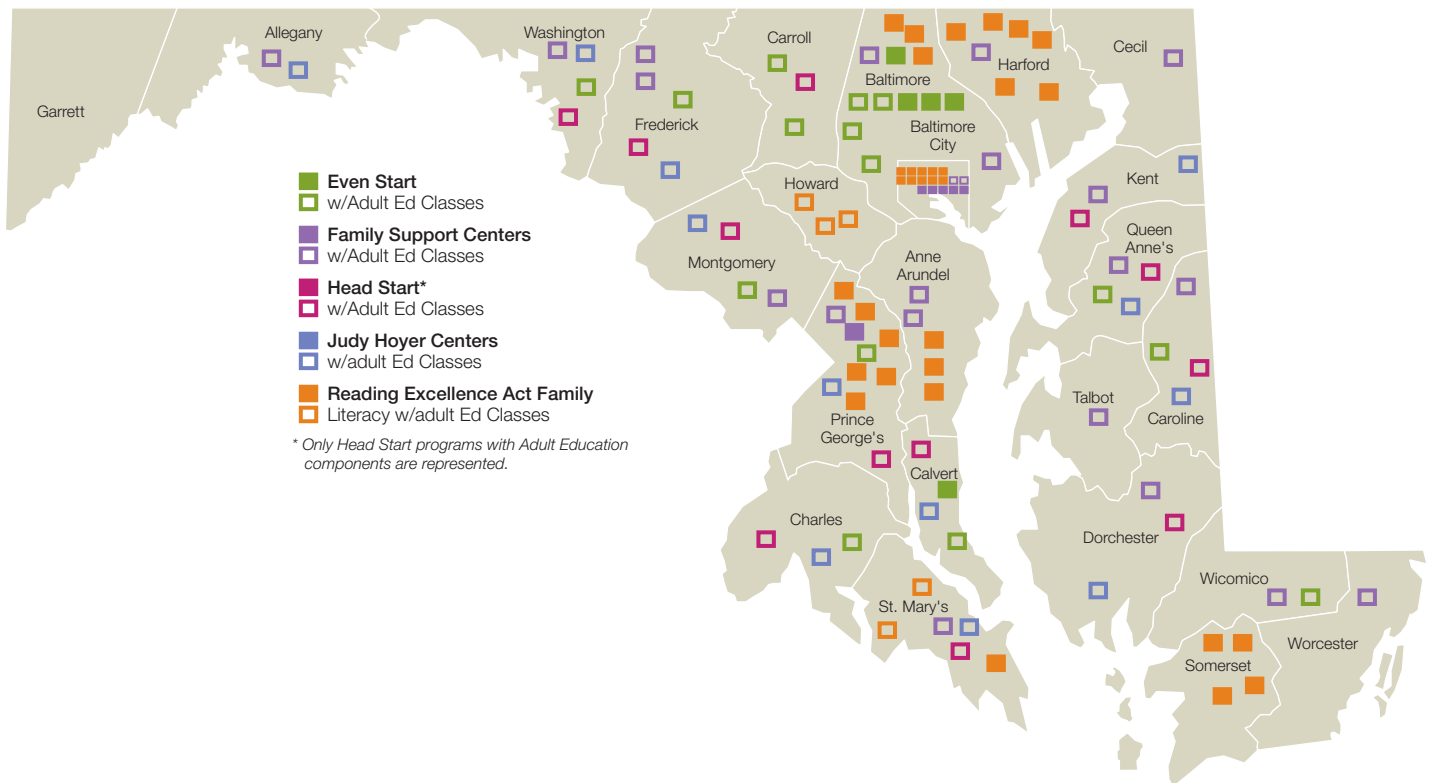 Allegany
Washington
Carroll
Cecil
Garrett
Baltimore
Harford
Frederick
Baltimore
City
Howard
Kent
Queen
Anne's
Montgomery
Anne
Arundel
Even Start
w/Adult Ed Classes
Family Support Centers
w/Adult Ed Classes
Head Start*
w/Adult Ed Classes
Judy Hoyer Centers
w/adult Ed Classes
Reading Excellence Act Family
Literacy w/adult Ed Classes
* Only Head Start programs with Adult Education
components are represented.
Talbot
Caroline
Prince
George's
Calvert
Charles
Dorchester
Wicomico
St. Mary's
Worcester
Somerset